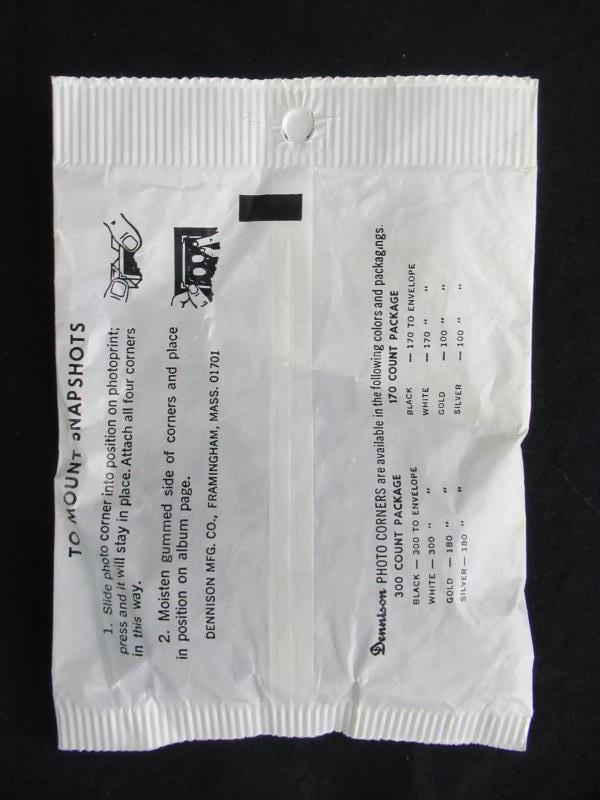 TO MOUNT SNAPSHOTS
1. Slide photo corner into position on photoprint;
press and it will stay in place. Attach all four corners
in this way.
2. Moisten gummed side of corners and place
in position on album page.
DENNISON MFG. CO., FRAMINGHAM, MASS. 01701
Dennison PHOTO CORNERS are available in the following colors and packagings.
300 COUNT PACKAGE
BLACK — 300 TO ENVELOPE
WHITE — 300 " "
GOLD — 180 " "
SILVER — 180 " "
170 COUNT PACKAGE
BLACK — 170 TO ENVELOPE
WHITE — 170 " "
GOLD — 100 " "
SILVER — 100 " "